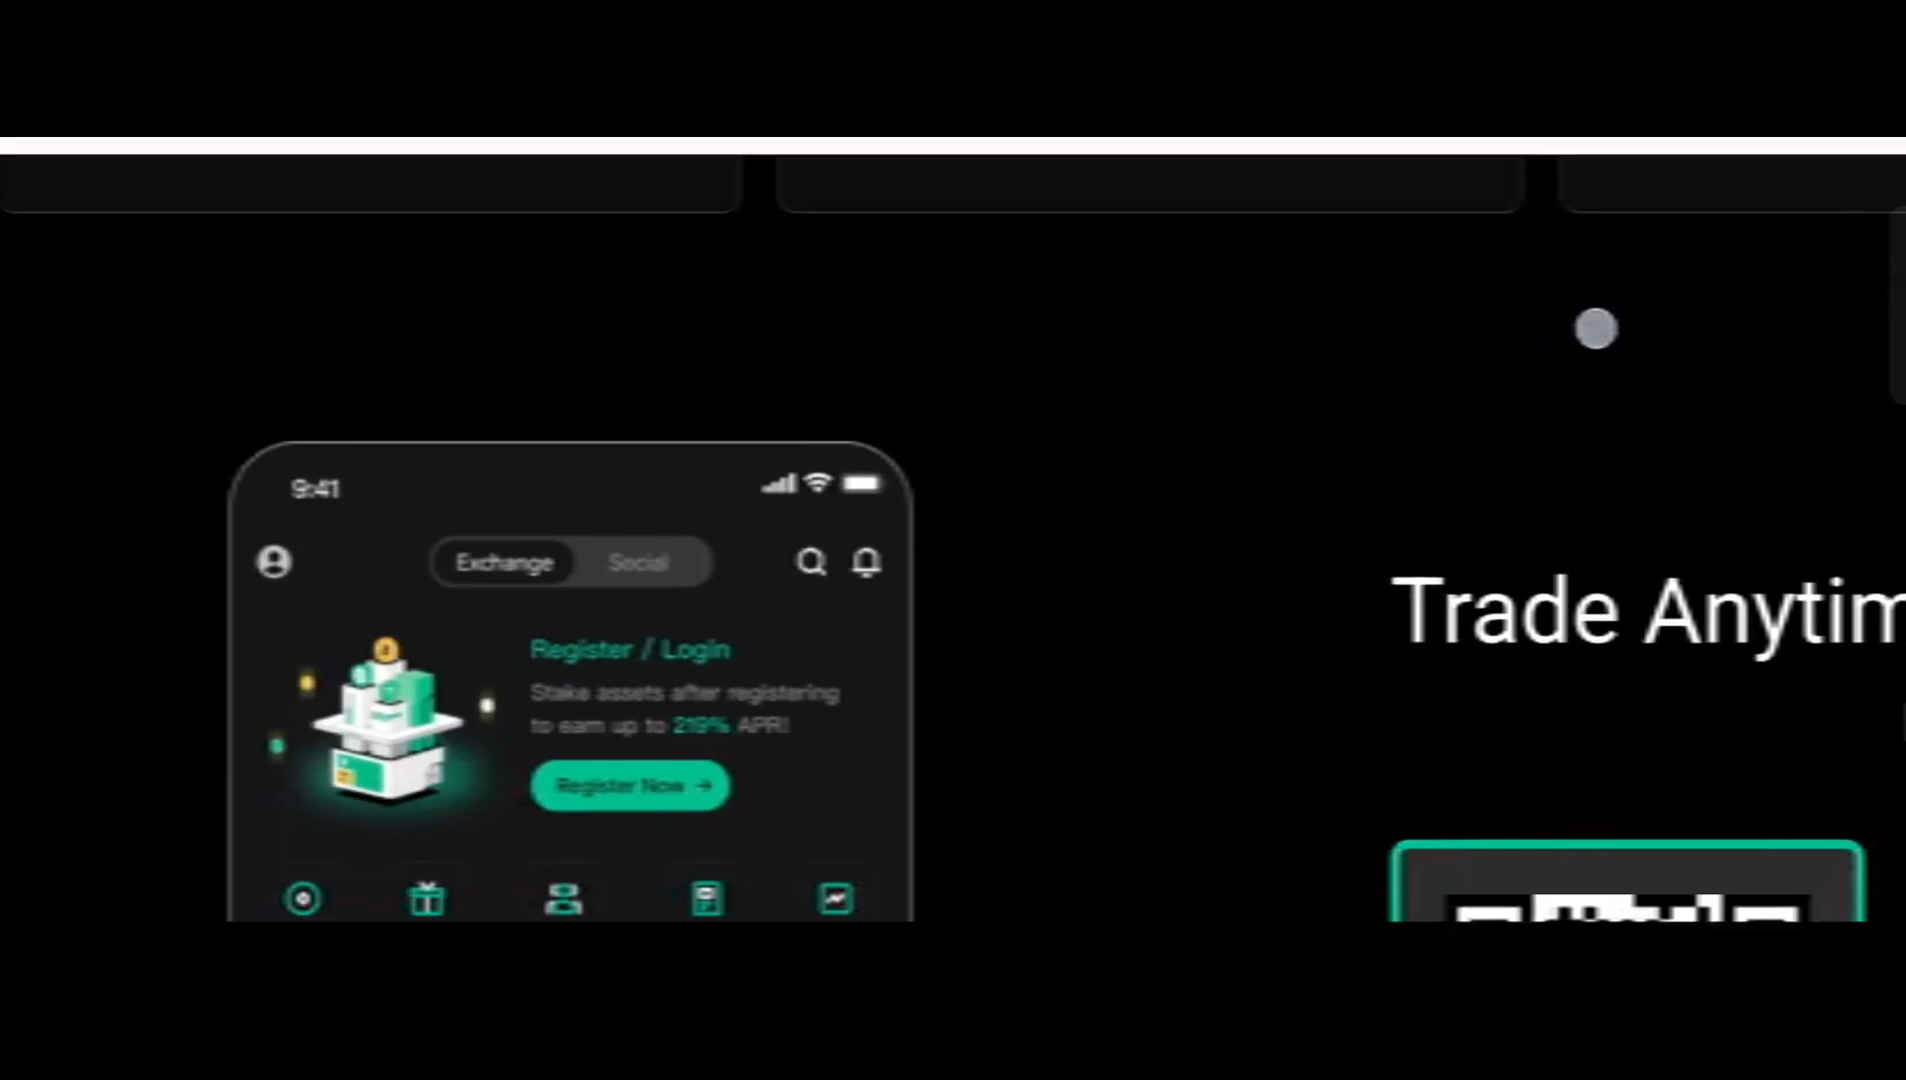 9:41
Exchange
Social
Register / Login
Stake assets after registering
to earn up to 219% APR!
Register Now →
Trade Anytim